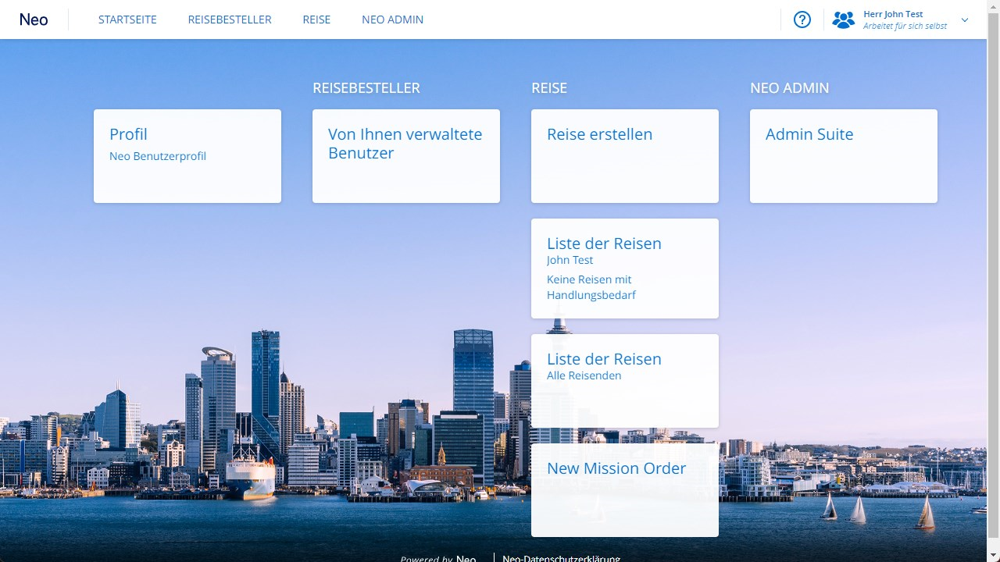 Neo
STARTSEITE
REISEBESTELLER
REISE
NEO ADMIN
Herr John Test
Arbeitet für sich selbst
REISEBESTELLER
REISE
NEO ADMIN
Profil
Neo Benutzerprofil
Von Ihnen verwaltete
Benutzer
Reise erstellen
Admin Suite
Liste der Reisen
John Test
Keine Reisen mit
Handlungsbedarf
Liste der Reisen
Alle Reisenden
New Mission Order
Powered by Neo
Neo-Datenschutzerklärung